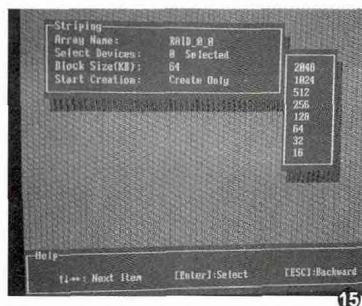 Striping
Array Name: RAID_0_0
Select Devices: 0 Selected
Block Size(KB): 64
Start Creation: Create Only
2048
1024
512
256
128
64
32
16
Help
↑↓↔: Next Item [Enter]:Select [ESC]:Backward
15